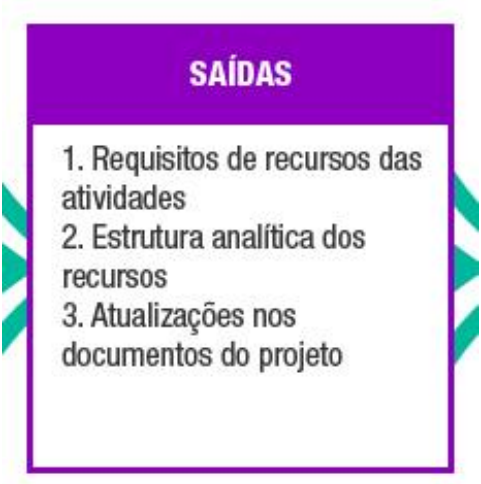 SAÍDAS
1. Requisitos de recursos das
atividades
2. Estrutura analítica dos
recursos
3. Atualizações nos
documentos do projeto